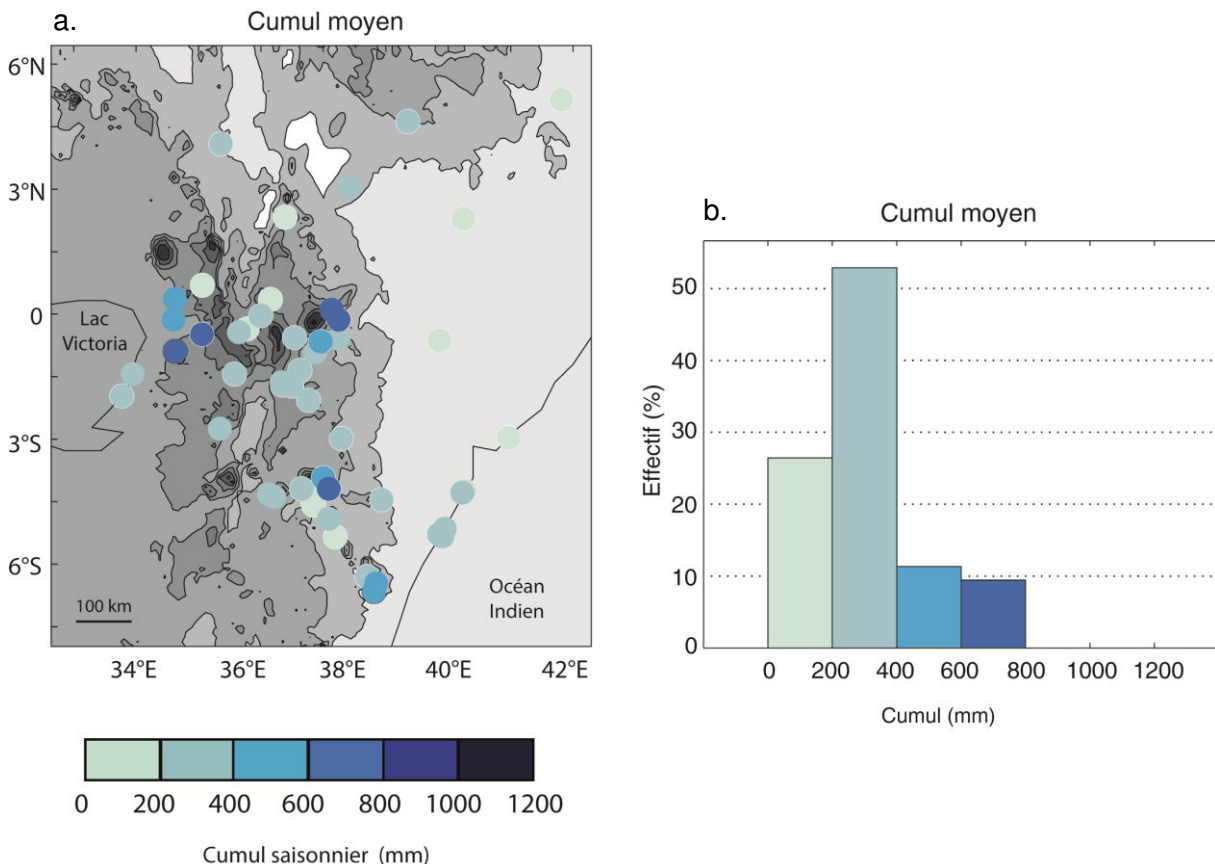 a.
Cumul moyen
6°N
3°N
0
3°S
6°S
Lac
Victoria
Océan
Indien
100 km
34°E 36°E 38°E 40°E 42°E
0 200 400 600 800 1000 1200
Cumul saisonnier (mm)
b.
Cumul moyen
Effectif (%)
50
40
30
20
10
0
0 200 400 600 800 1000 1200
Cumul (mm)